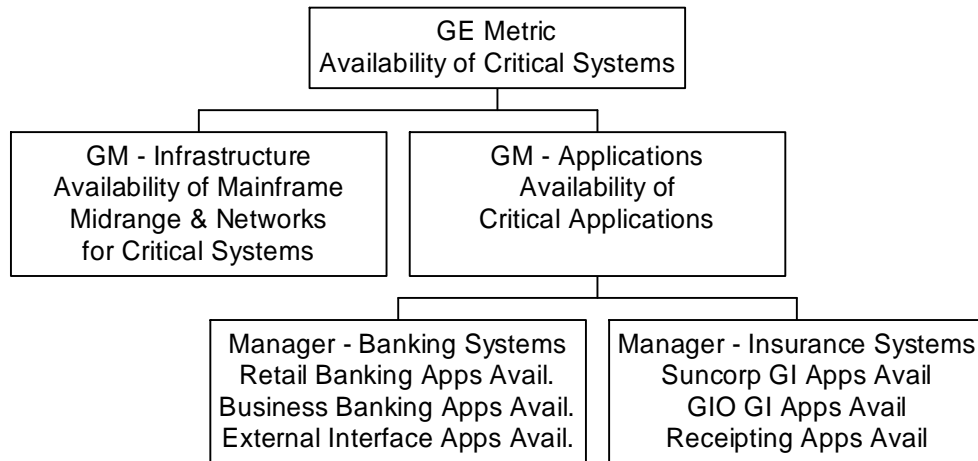 GE Metric
Availability of Critical Systems
GM - Infrastructure
Availability of Mainframe
Midrange & Networks
for Critical Systems
GM - Applications
Availability of
Critical Applications
Manager - Banking Systems
Retail Banking Apps Avail.
Business Banking Apps Avail.
External Interface Apps Avail.
Manager - Insurance Systems
Suncorp GI Apps Avail
GIO GI Apps Avail
Receipting Apps Avail